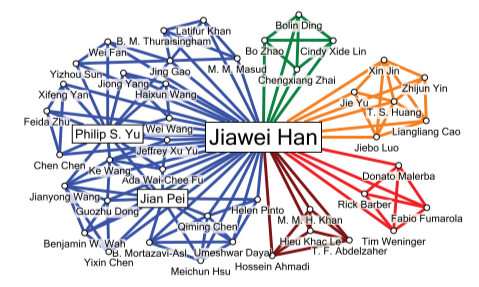 Latifur Khan
Bolin Ding
B. M. Thuraisingham
Wei Fan
Bo Zhao
Cindy Xide Lin
Yizhou Sun
Jing Gao
M. M. Masud
Xin Jin
Chengxiang Zhai
Jiong Yang
Zhijun Yin
Xifeng Yan
Haixun Wang
Jie Yu
T. S. Huang
Feida Zhu
Philip S. Yu
Wei Wang
Jiawei Han
Liangliang Cao
Jeffrey Xu Yu
Jiebo Luo
Chen Chen
Ke Wang
Ada Wai-Chee Fu
Donato Malerba
Jianyong Wang
Jian Pei
Guozhu Dong
Helen Pinto
Rick Barber
M. M. H. Khan
Fabio Fumarola
Qiming Chen
Benjamin W. Wah
Hieu Khac Le
Tim Weninger
B. Mortazavi-Asl
Umeshwar Dayal
T. F. Abdelzaher
Yixin Chen
Meichun Hsu
Hossein Ahmadi